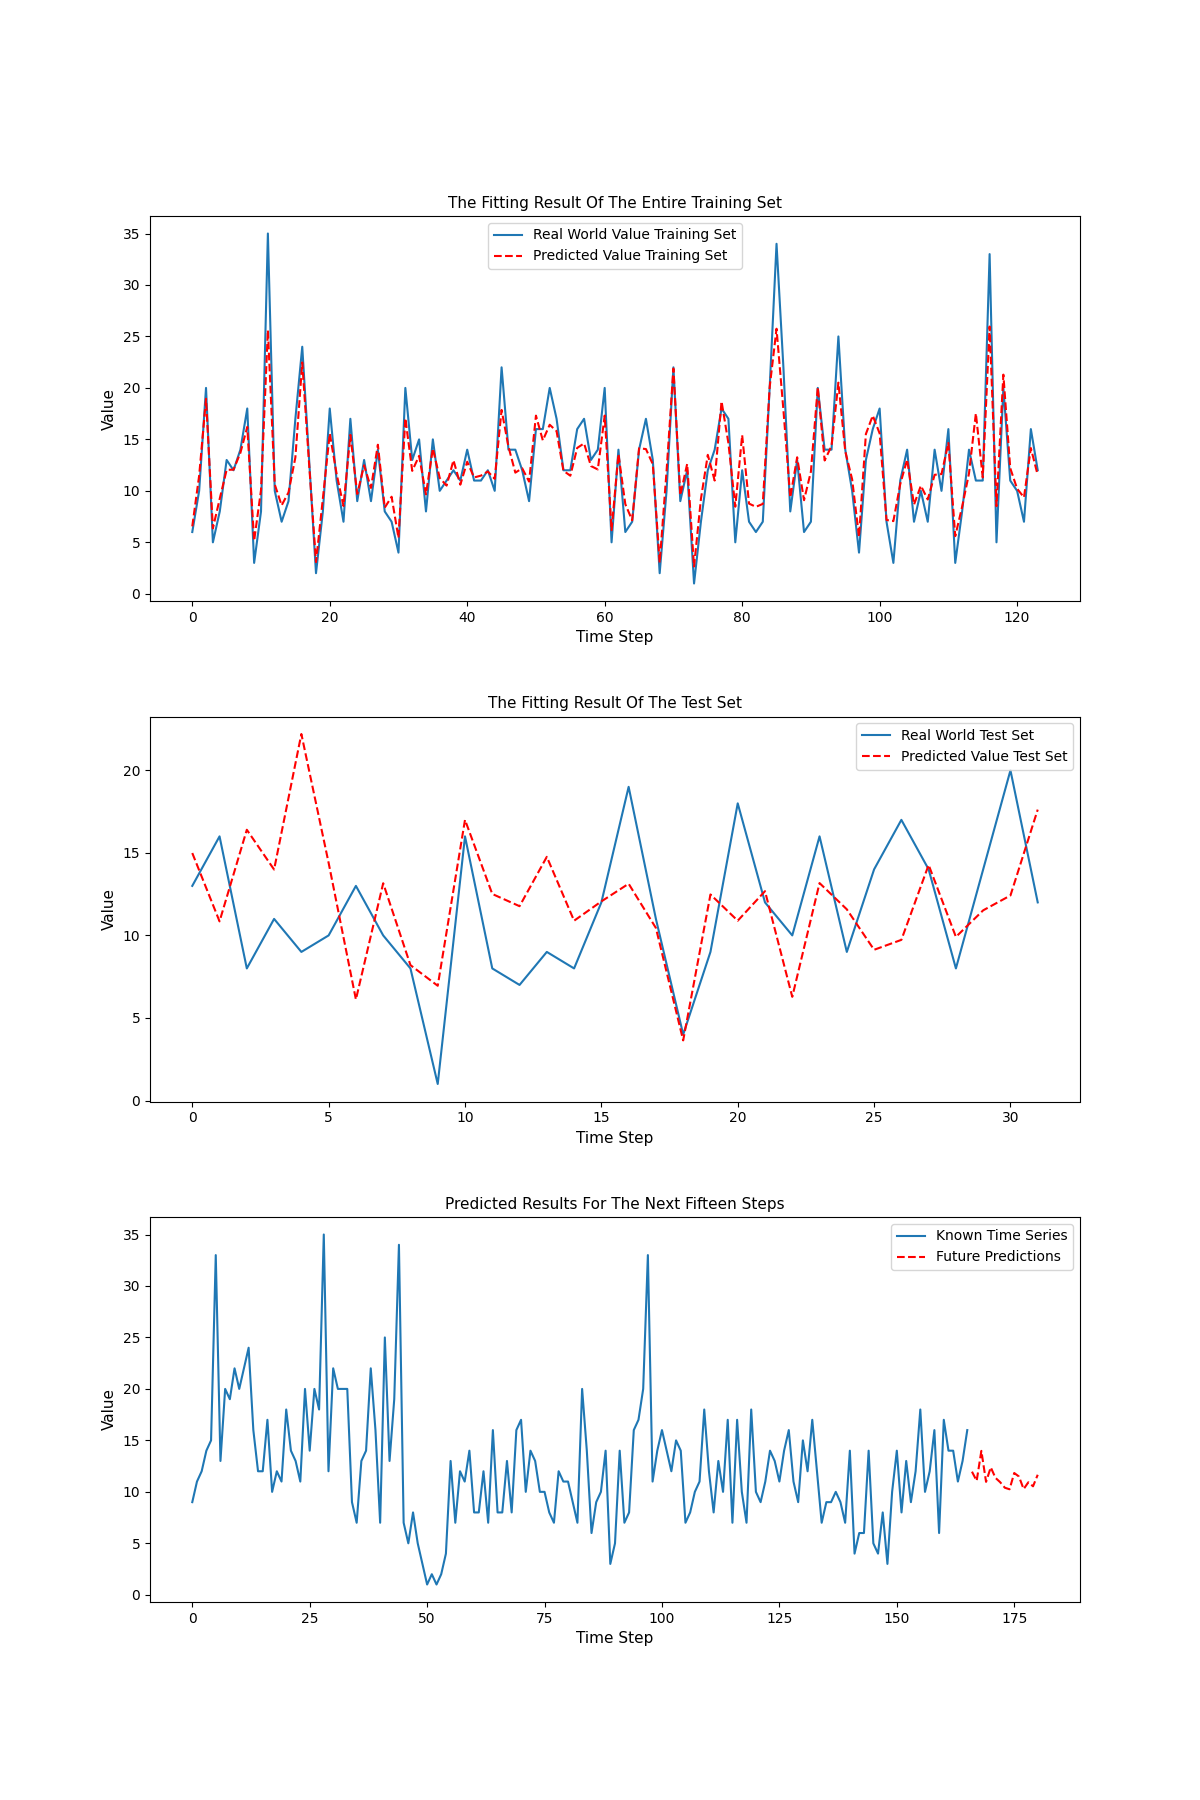 The Fitting Result Of The Entire Training Set
Real World Value Training Set
Predicted Value Training Set
Value
35
30
25
20
15
10
5
0
0 20 40 60 80 100 120
Time Step
The Fitting Result Of The Test Set
Real World Test Set
Predicted Value Test Set
Value
20
15
10
5
0
0 5 10 15 20 25 30
Time Step
Predicted Results For The Next Fifteen Steps
Known Time Series
Future Predictions
Value
35
30
25
20
15
10
5
0
0 25 50 75 100 125 150 175
Time Step